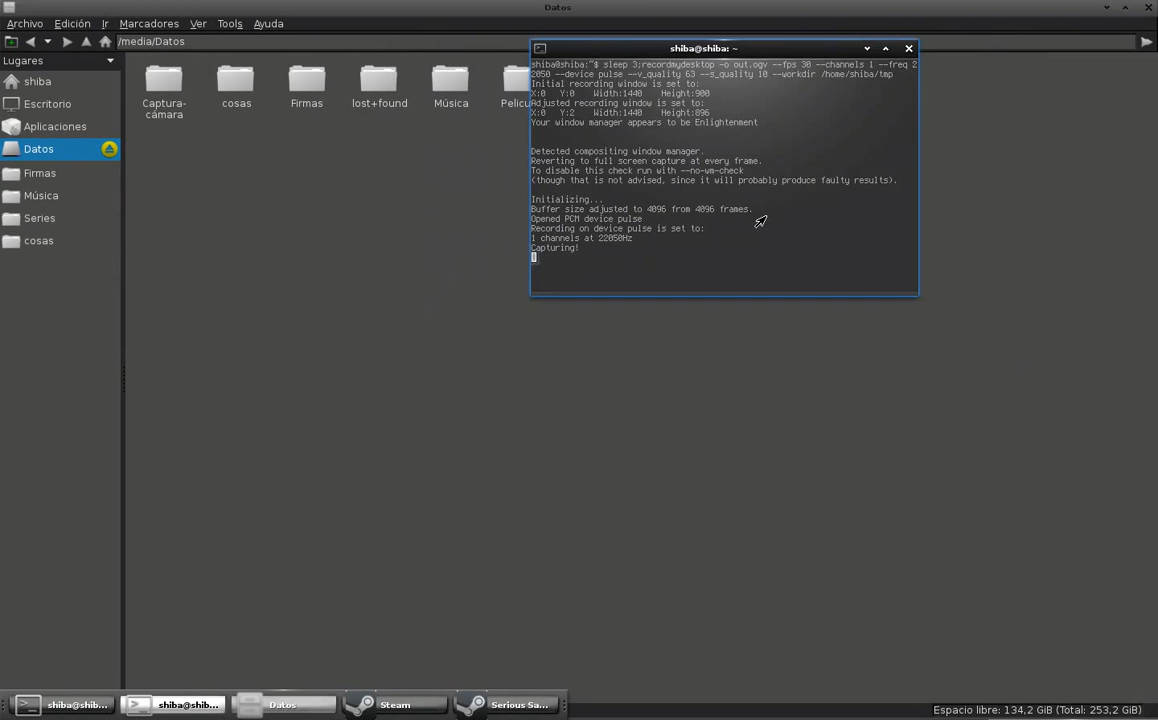 Datos
Archivo Edición Ir Marcadores Ver Tools Ayuda
/media/Datos
Lugares
shiba
Escritorio
Aplicaciones
Datos
Firmas
Música
Series
cosas
Captura-
cámara
cosas
Firmas
lost+found
Música
Pelícu
shiba@shiba: ~
shiba@shiba:~$ sleep 3;recordmydesktop -o out.ogv --fps 30 --channels 1 --freq 2
2050 --device pulse --v_quality 63 --s_quality 10 --workdir /home/shiba/tmp
Initial recording window is set to:
X:0   Y:0    Width:1440    Height:900
Adjusted recording window is set to:
X:0   Y:2    Width:1440    Height:896
Your window manager appears to be Enlightenment
Detected compositing window manager.
Reverting to full screen capture at every frame.
To disable this check run with --no-wm-check
(though that is not advised, since it will probably produce faulty results).
Initializing...
Buffer size adjusted to 4096 from 4096 frames.
Opened PCM device pulse
Recording on device pulse is set to:
1 channels at 22050Hz
Capturing!
shiba@shib... shiba@shib... Datos Steam Serious Sa...
Espacio libre: 134,2 GiB (Total: 253,2 GiB)